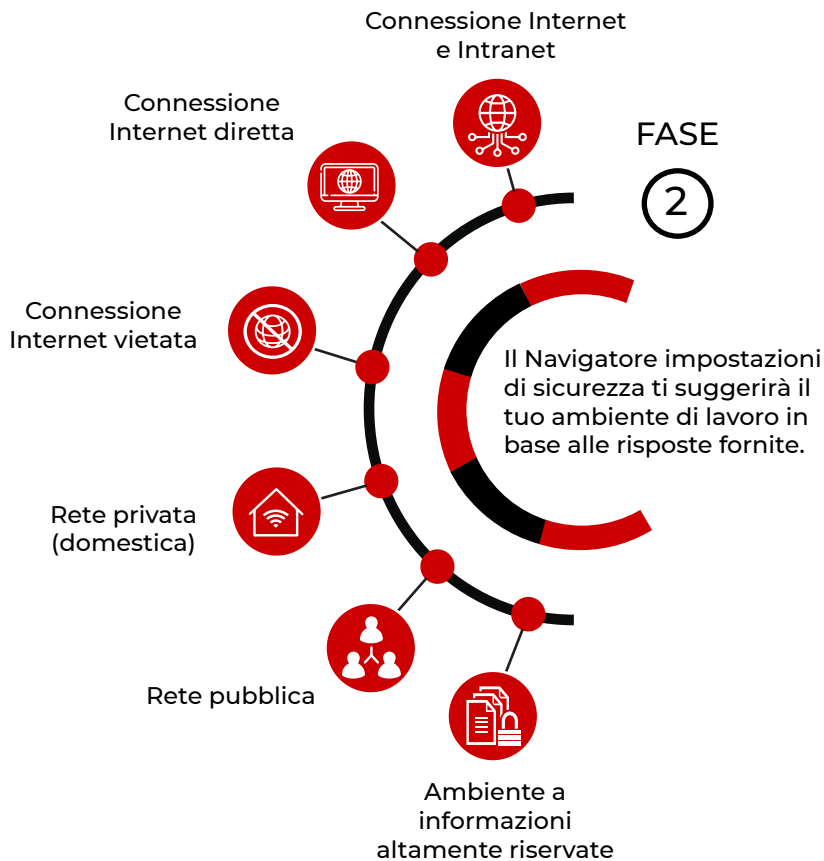 Connessione Internet
e Intranet
Connessione
Internet diretta
FASE
2
Connessione
Internet vietata
Il Navigatore impostazioni
di sicurezza ti suggerirà il
tuo ambiente di lavoro in
base alle risposte fornite.
Rete privata
(domestica)
Rete pubblica
Ambiente a
informazioni
altamente riservate